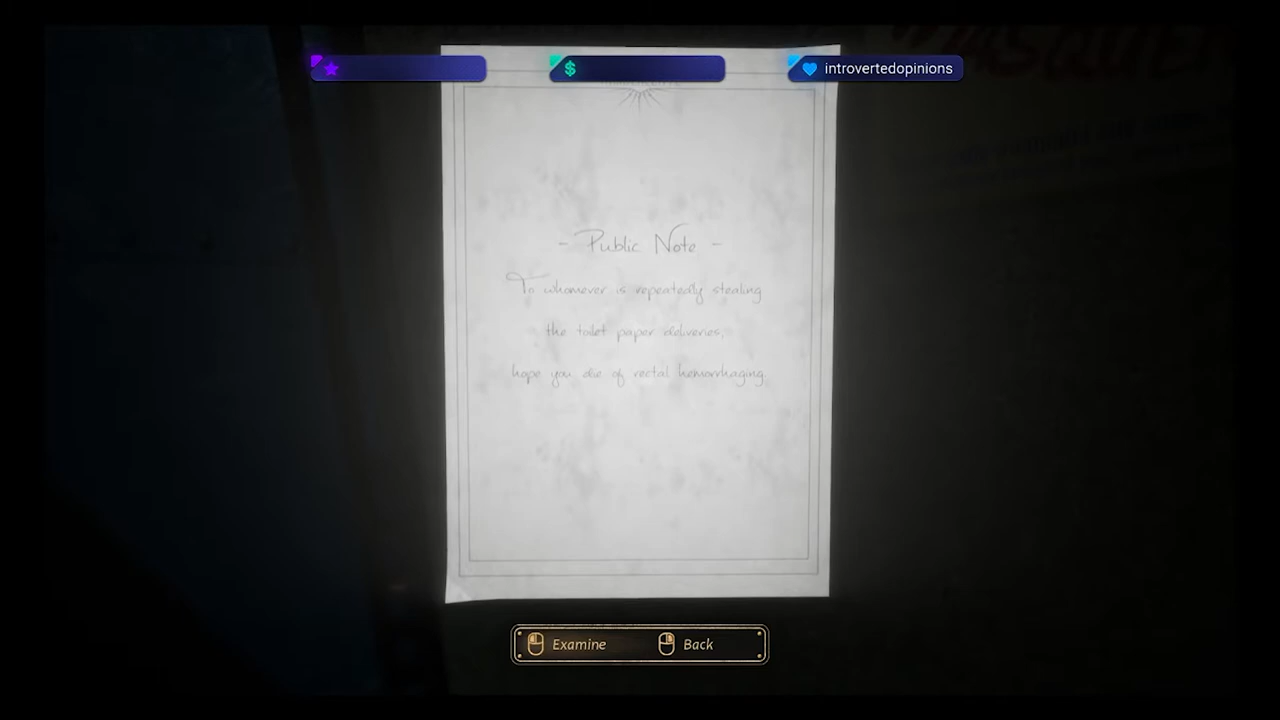 introvertedopinions
- Public Note -
To whomever is repeatedly stealing
the toilet paper deliveries,
hope you die of rectal hemorrhaging.
Examine
Back